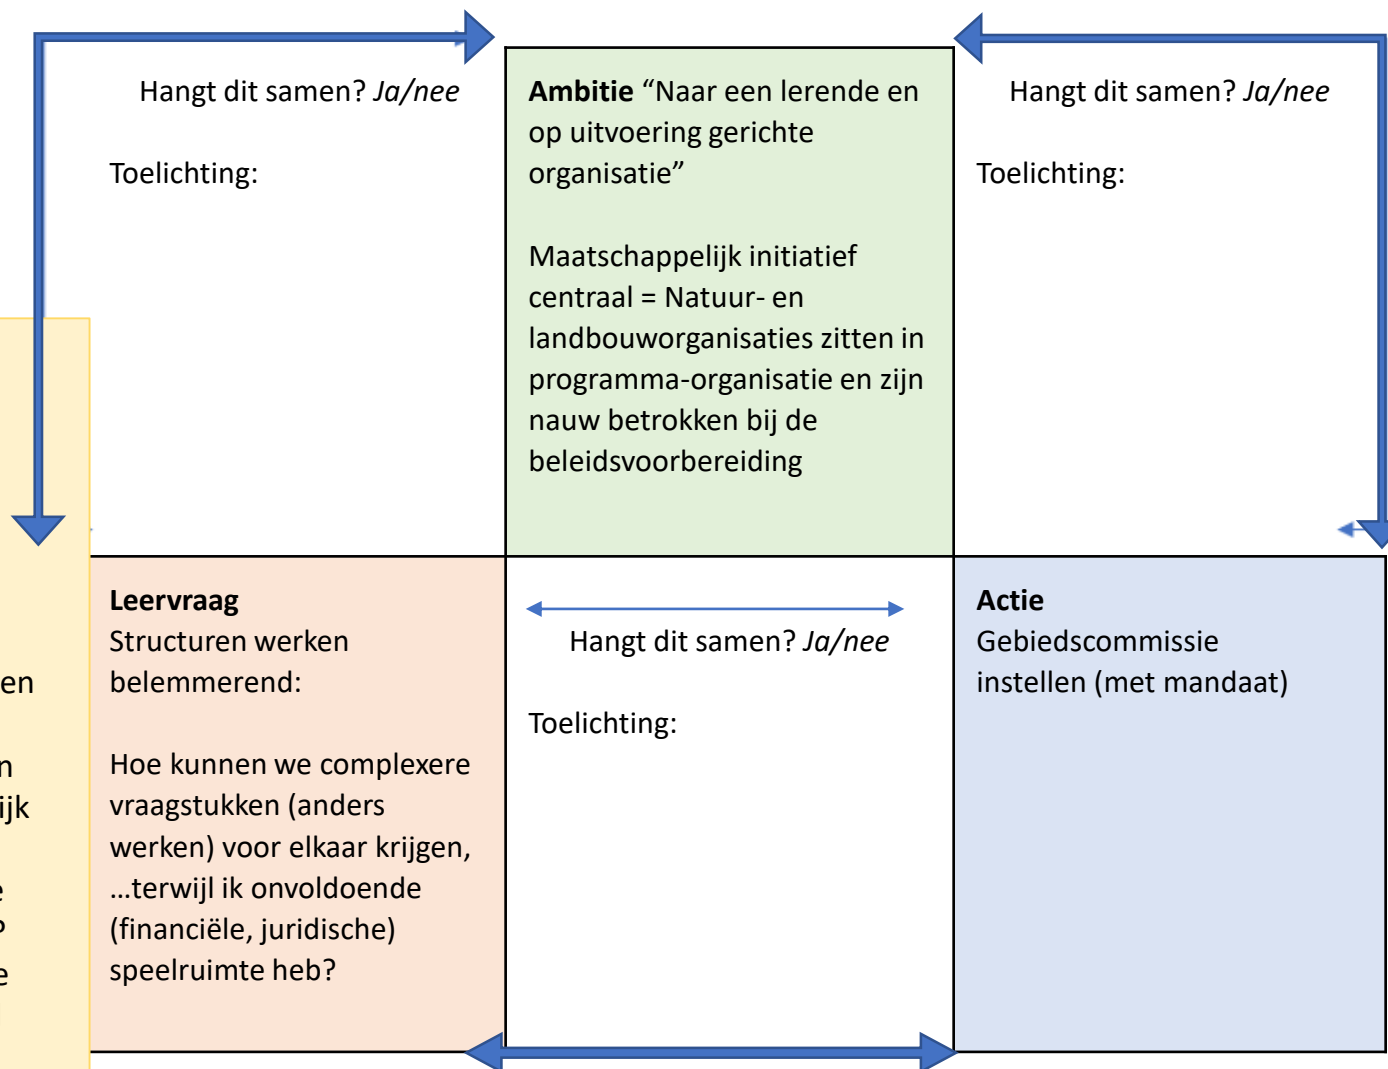 Hangt dit samen? Ja/nee
Toelichting:
Ambitie “Naar een lerende en
op uitvoering gerichte
organisatie”
Maatschappelijk initiatief
centraal = Natuur- en
landbouworganisaties zitten in
programma-organisatie en zijn
nauw betrokken bij de
beleidsvoorbereiding
Hangt dit samen? Ja/nee
Toelichting:
Leervraag
Structuren werken
belemmerend:
Hoe kunnen we complexere
vraagstukken (anders
werken) voor elkaar krijgen,
…terwijl ik onvoldoende
(financiële, juridische)
speelruimte heb?
Hangt dit samen? Ja/nee
Toelichting:
Actie
Gebiedscommissie
instellen (met mandaat)